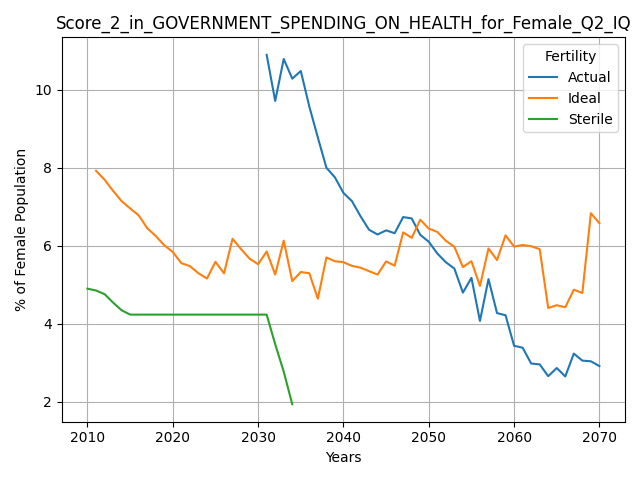 Score_2_in_GOVERNMENT_SPENDING_ON_HEALTH_for_Female_Q2_IQ
Fertility
Actual
Ideal
Sterile
% of Female Population
10
8
6
4
2
2010 2020 2030 2040 2050 2060 2070
Years